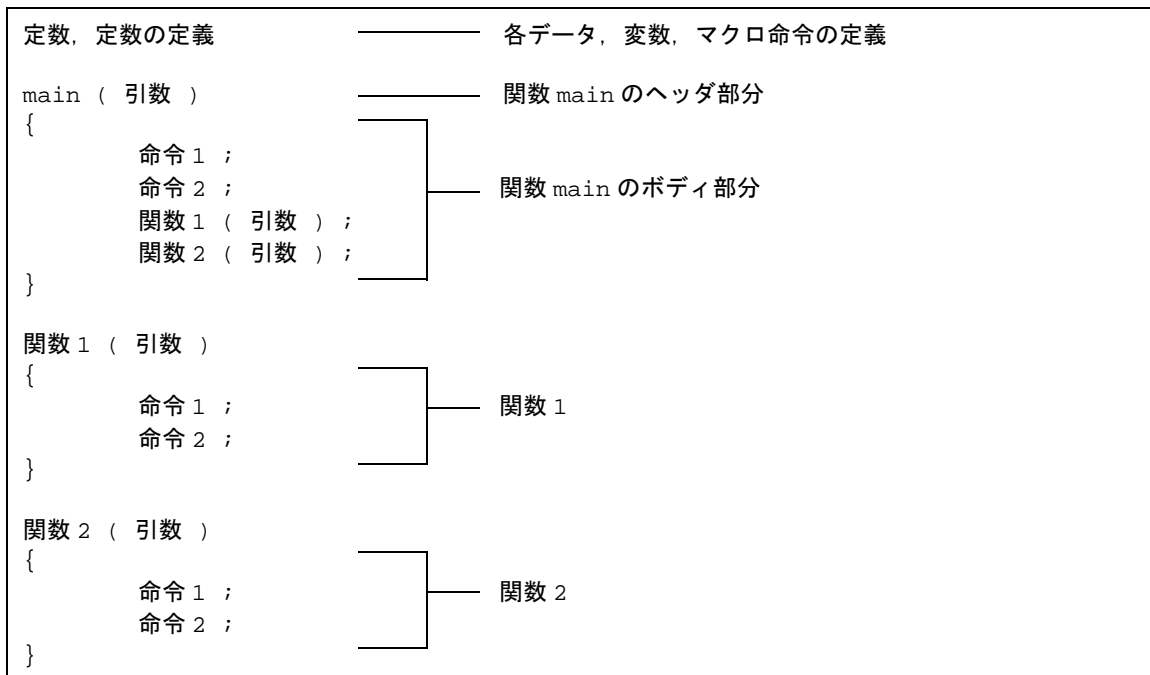 定数，定数の定義 各データ，変数，マクロ命令の定義
main ( 引数 ) 関数 main のヘッダ部分
{
命令 1 ;
命令 2 ; 関数 main のボディ部分
関数 1 ( 引数 ) ;
関数 2 ( 引数 ) ;
}
関数 1 ( 引数 )
{
命令 1 ; 関数 1
命令 2 ;
}
関数 2 ( 引数 )
{
命令 1 ; 関数 2
命令 2 ;
}